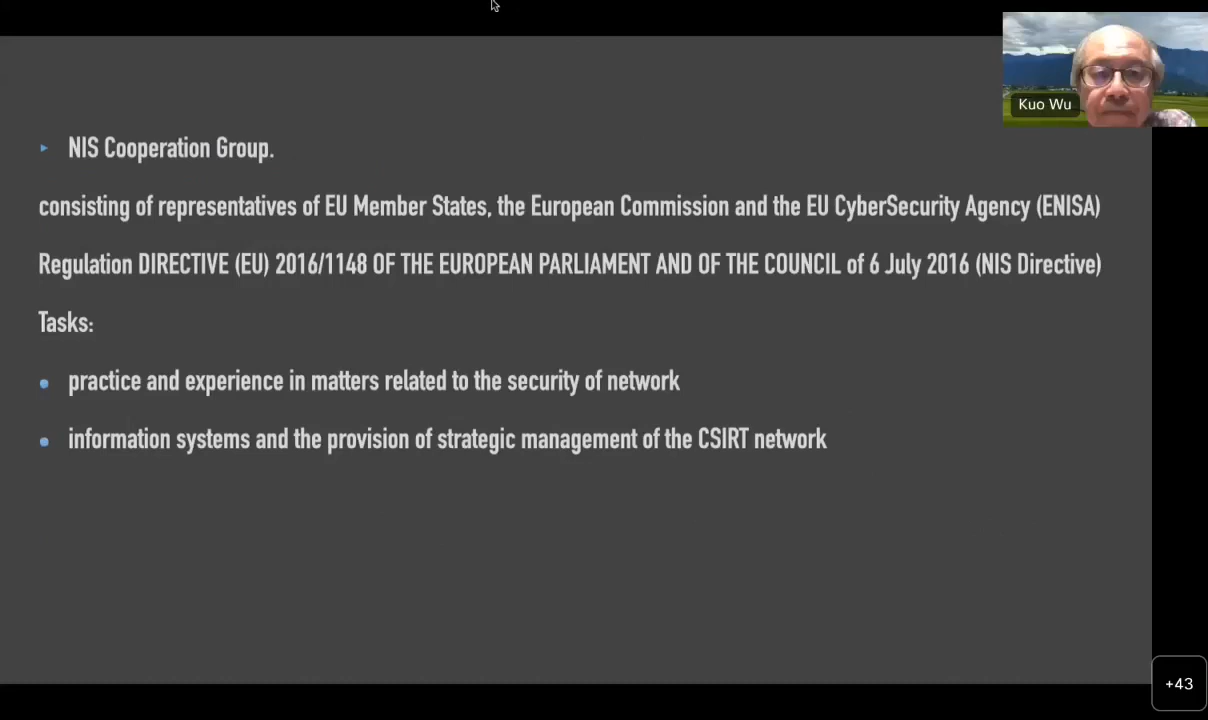 Kuo Wu
NIS Cooperation Group.
consisting of representatives of EU Member States, the European Commission and the EU CyberSecurity Agency (ENISA)
Regulation DIRECTIVE (EU) 2016/1148 OF THE EUROPEAN PARLIAMENT AND OF THE COUNCIL of 6 July 2016 (NIS Directive)
Tasks:
practice and experience in matters related to the security of network
information systems and the provision of strategic management of the CSIRT network
+43